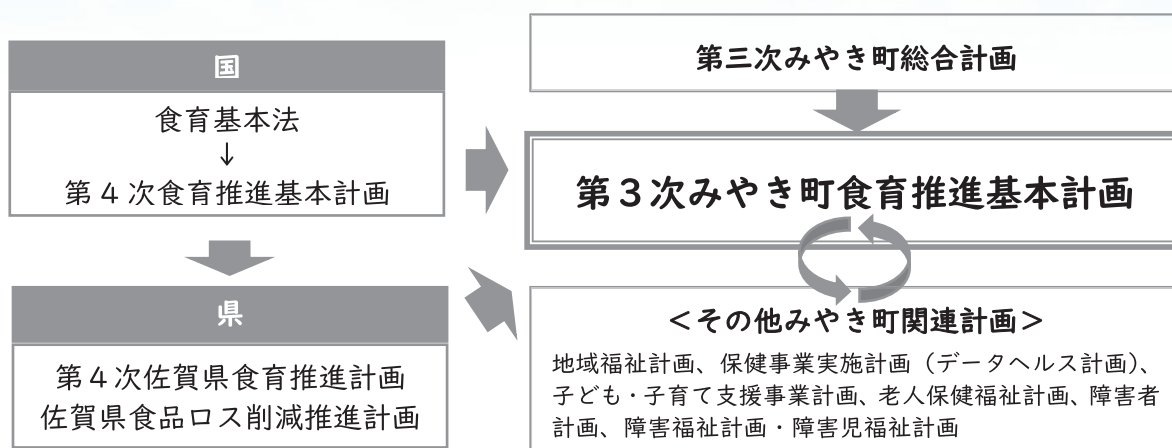 国
食育基本法
↓
第4次食育推進基本計画
県
第4次佐賀県食育推進計画
佐賀県食品ロス削減推進計画
第三次みやき町総合計画
第3次みやき町食育推進基本計画
＜その他みやき町関連計画＞
地域福祉計画、保健事業実施計画（データヘルス計画）、
子ども・子育て支援事業計画、老人保健福祉計画、障害者
計画、障害福祉計画・障害児福祉計画